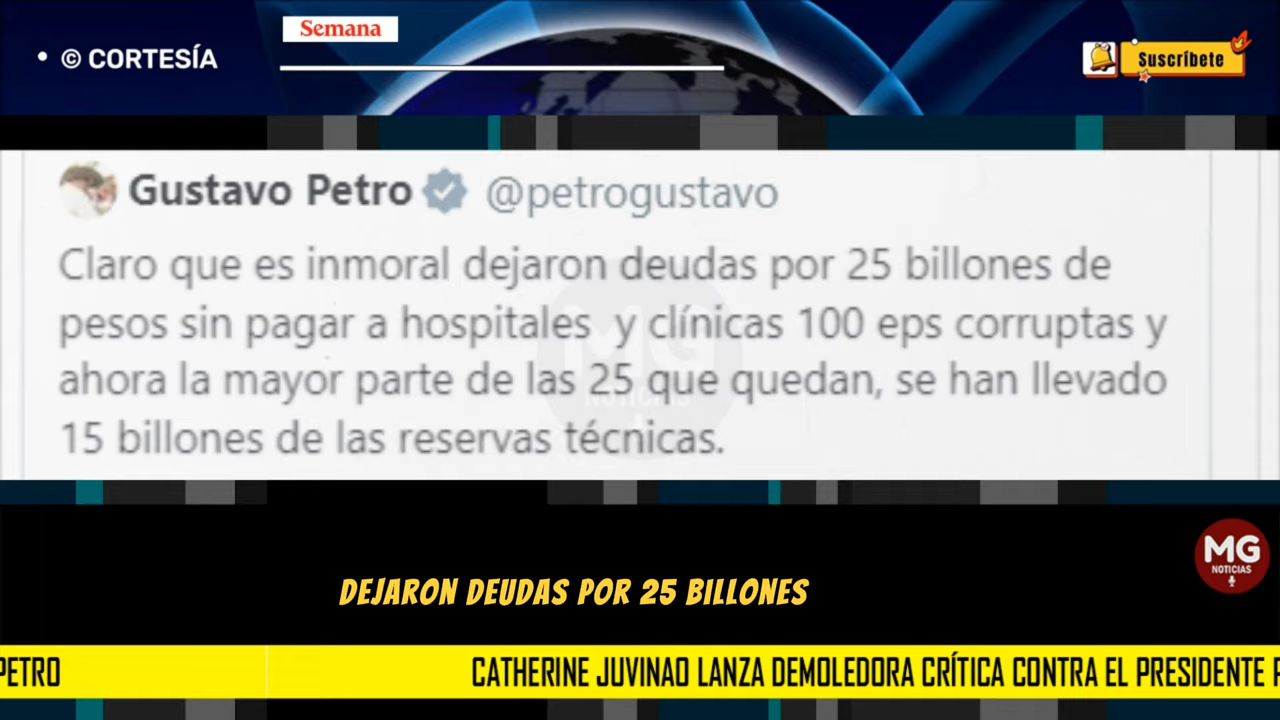 Semana
• © CORTESÍA
Suscríbete
Gustavo Petro @petrogustavo
Claro que es inmoral dejaron deudas por 25 billones de
pesos sin pagar a hospitales y clínicas 100 eps corruptas y
ahora la mayor parte de las 25 que quedan, se han llevado
15 billones de las reservas técnicas.
MG
NOTICIAS
DEJARON DEUDAS POR 25 BILLONES
MG
NOTICIAS
PETRO CATHERINE JUVINAO LANZA DEMOLEDORA CRÍTICA CONTRA EL PRESIDENTE